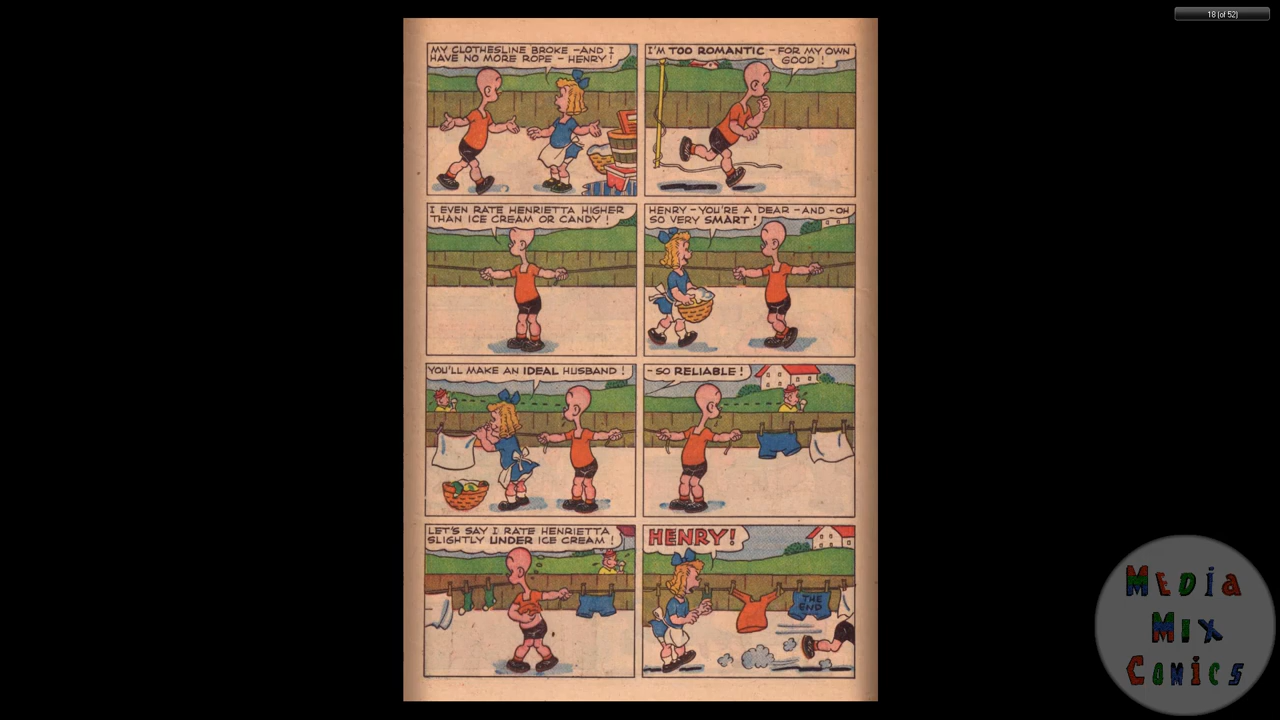 18 (of 52)
MY CLOTHESLINE BROKE - AND I
HAVE NO MORE ROPE - HENRY!
I'M TOO ROMANTIC - FOR MY OWN
GOOD!
I EVEN RATE HENRIETTA HIGHER
THAN ICE CREAM OR CANDY!
HENRY - YOU'RE A DEAR - AND - OH
SO VERY SMART!
YOU'LL MAKE AN IDEAL HUSBAND!
- SO RELIABLE!
LET'S SAY I RATE HENRIETTA
SLIGHTLY UNDER ICE CREAM!
HENRY!
THE
END
MEDIA
MIX
COMICS